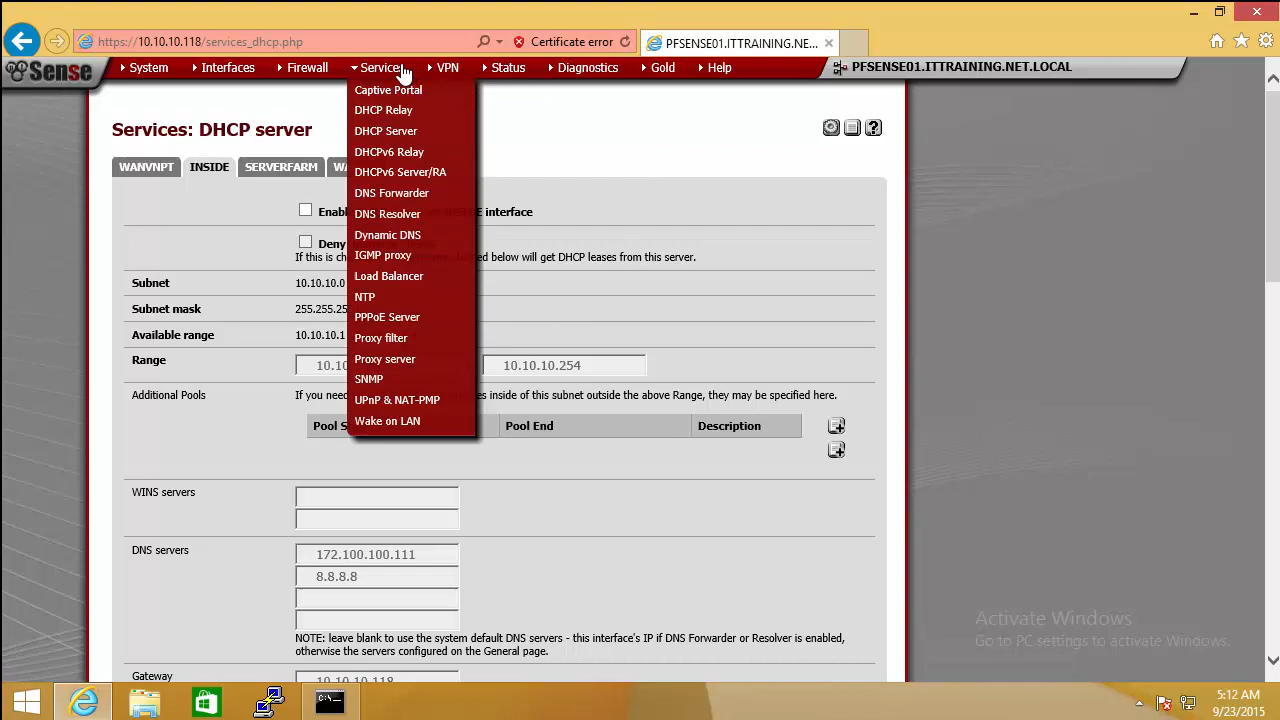 https://10.10.10.118/services_dhcp.php
Certificate error
PFSENSE01.ITTRAINING.NE...
Sense
System
Interfaces
Firewall
Services
VPN
Status
Diagnostics
Gold
Help
PFSENSE01.ITTRAINING.NET.LOCAL
Captive Portal
DHCP Relay
DHCP Server
DHCPv6 Relay
DHCPv6 Server/RA
DNS Forwarder
DNS Resolver
Dynamic DNS
IGMP proxy
Load Balancer
NTP
PPPoE Server
Proxy filter
Proxy server
SNMP
UPnP & NAT-PMP
Wake on LAN
Services: DHCP server
WANVNPT
INSIDE
SERVERFARM
interface
Deny
If this is
below will get DHCP leases from this server.
Subnet
10.10.10.0
Subnet mask
Available range
Range
10.10.10.254
Additional Pools
If you need
inside of this subnet outside the above Range, they may be specified here.
Pool
Pool End
Description
WINS servers
DNS servers
172.100.100.111
8.8.8.8
NOTE: leave blank to use the system default DNS servers - this interface's IP if DNS Forwarder or Resolver is enabled,
otherwise the servers configured on the General page.
Gateway
10.10.10.118
Activate Windows
Go to PC settings to activate Windows.
5:12 AM
9/23/2015